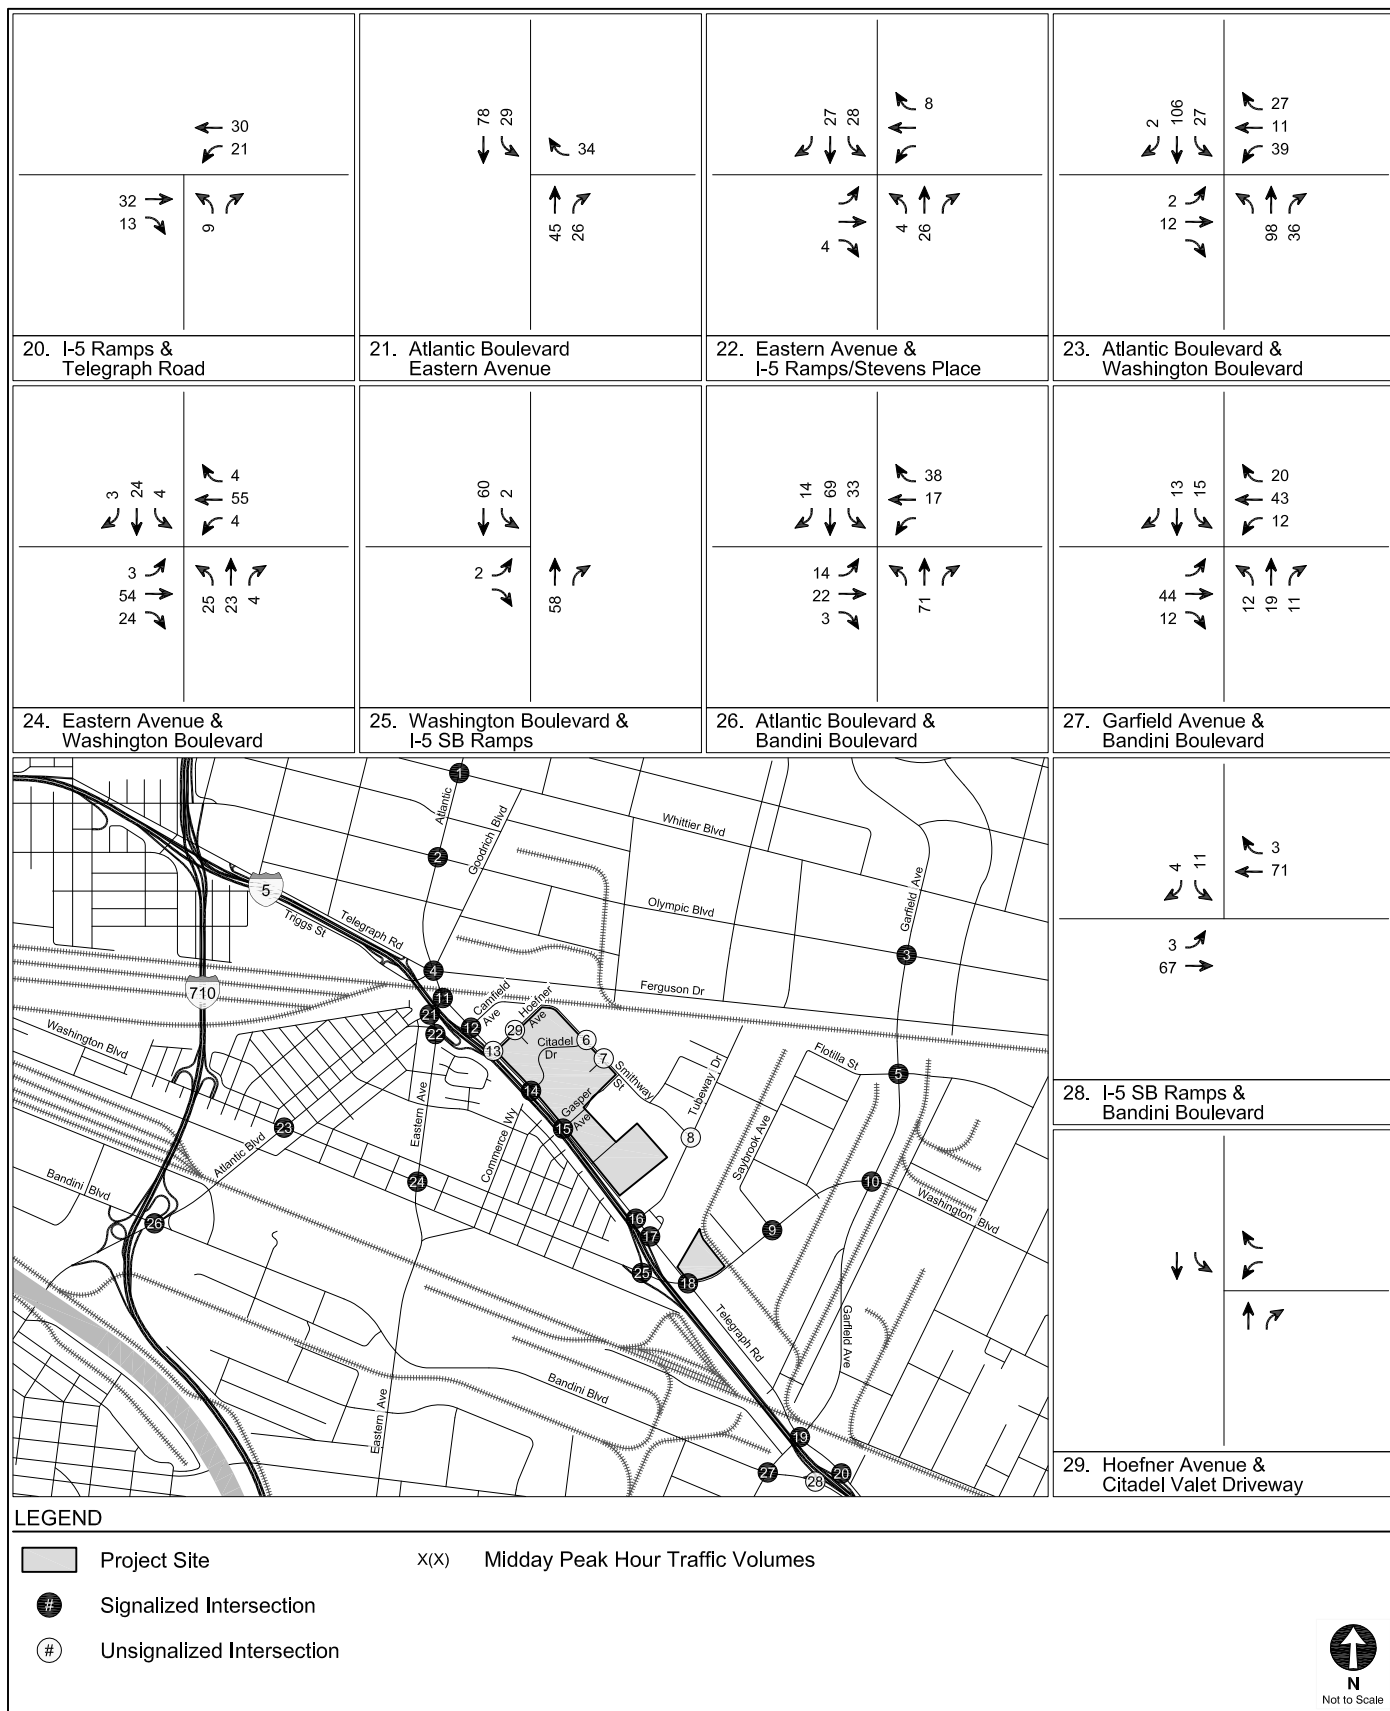 30
21
32
13
9
20. I-5 Ramps &
Telegraph Road
78
29
34
45
26
21. Atlantic Boulevard
Eastern Avenue
27
28
8
4
4
26
22. Eastern Avenue &
I-5 Ramps/Stevens Place
2
106
27
27
11
39
2
12
98
36
23. Atlantic Boulevard &
Washington Boulevard
3
24
4
4
55
4
3
54
24
25
23
4
24. Eastern Avenue &
Washington Boulevard
60
2
2
58
25. Washington Boulevard &
I-5 SB Ramps
14
69
33
38
17
14
22
3
71
26. Atlantic Boulevard &
Bandini Boulevard
13
15
20
43
12
44
12
12
19
11
27. Garfield Avenue &
Bandini Boulevard
1
Atlantic
Goodrich Blvd
Whittier Blvd
2
5
Olympic Blvd
Garfield Ave
Triggs St
Telegraph Rd
3
4
710
Ferguson Dr
11
21
22
12
Camfield
Ave
Hoefner
Ave
29
13
6
Citadel
Dr
7
Smithway
St
Washington Blvd
Flotilla St
5
14
Gasper
Ave
15
Tubeway Dr
8
Saybrook Ave
23
Atlantic Blvd
Eastern Ave
Commerce Wy
24
Bandini Blvd
26
10
Washington Blvd
9
16
17
25
18
Telegraph Rd
Garfield Ave
Bandini Blvd
Eastern Ave
19
27
28
20
4
11
3
71
3
67
28. I-5 SB Ramps &
Bandini Boulevard
29. Hoefner Avenue &
Citadel Valet Driveway
LEGEND
Project Site
X(X) Midday Peak Hour Traffic Volumes
# Signalized Intersection
# Unsignalized Intersection
N
Not to Scale